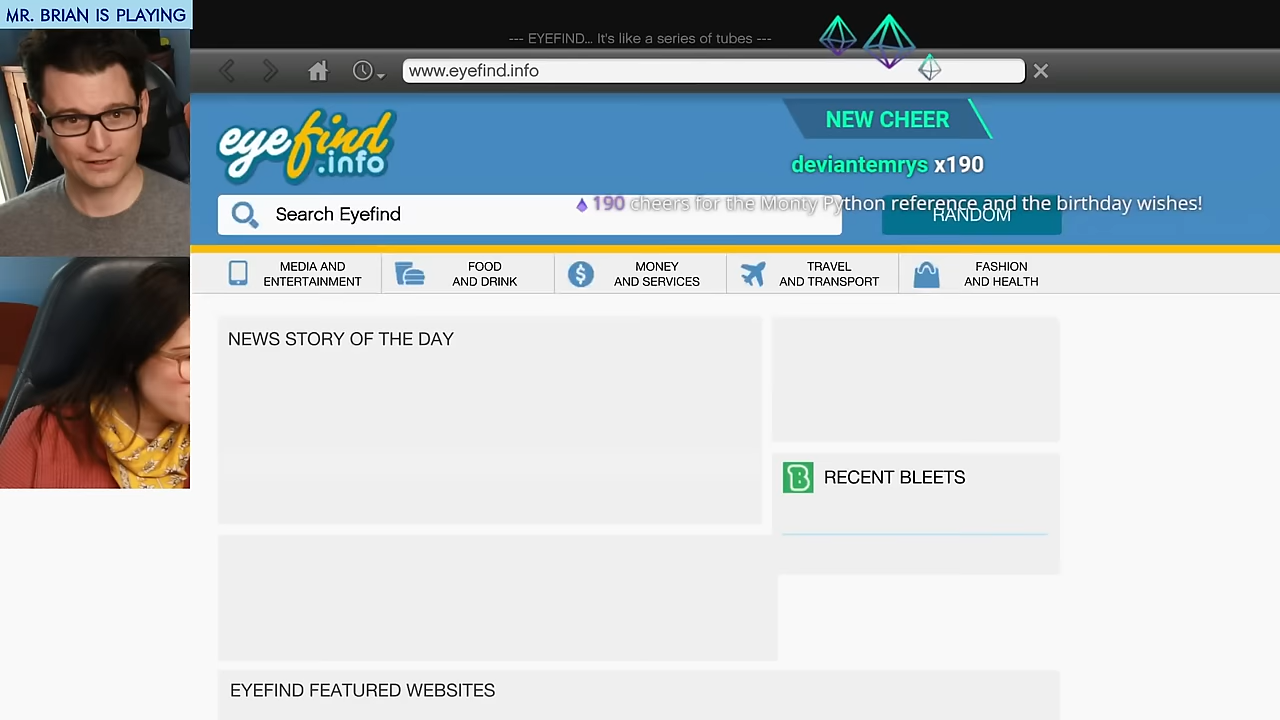 MR. BRIAN IS PLAYING
--- EYEFIND... It's like a series of tubes ---
www.eyefind.info
eyefind
.info
NEW CHEER
deviantemrys x190
190 cheers for the Monty Python reference and the birthday wishes!
Search Eyefind
RANDOM
MEDIA AND
ENTERTAINMENT
FOOD
AND DRINK
MONEY
AND SERVICES
TRAVEL
AND TRANSPORT
FASHION
AND HEALTH
NEWS STORY OF THE DAY
B
RECENT BLEETS
EYEFIND FEATURED WEBSITES